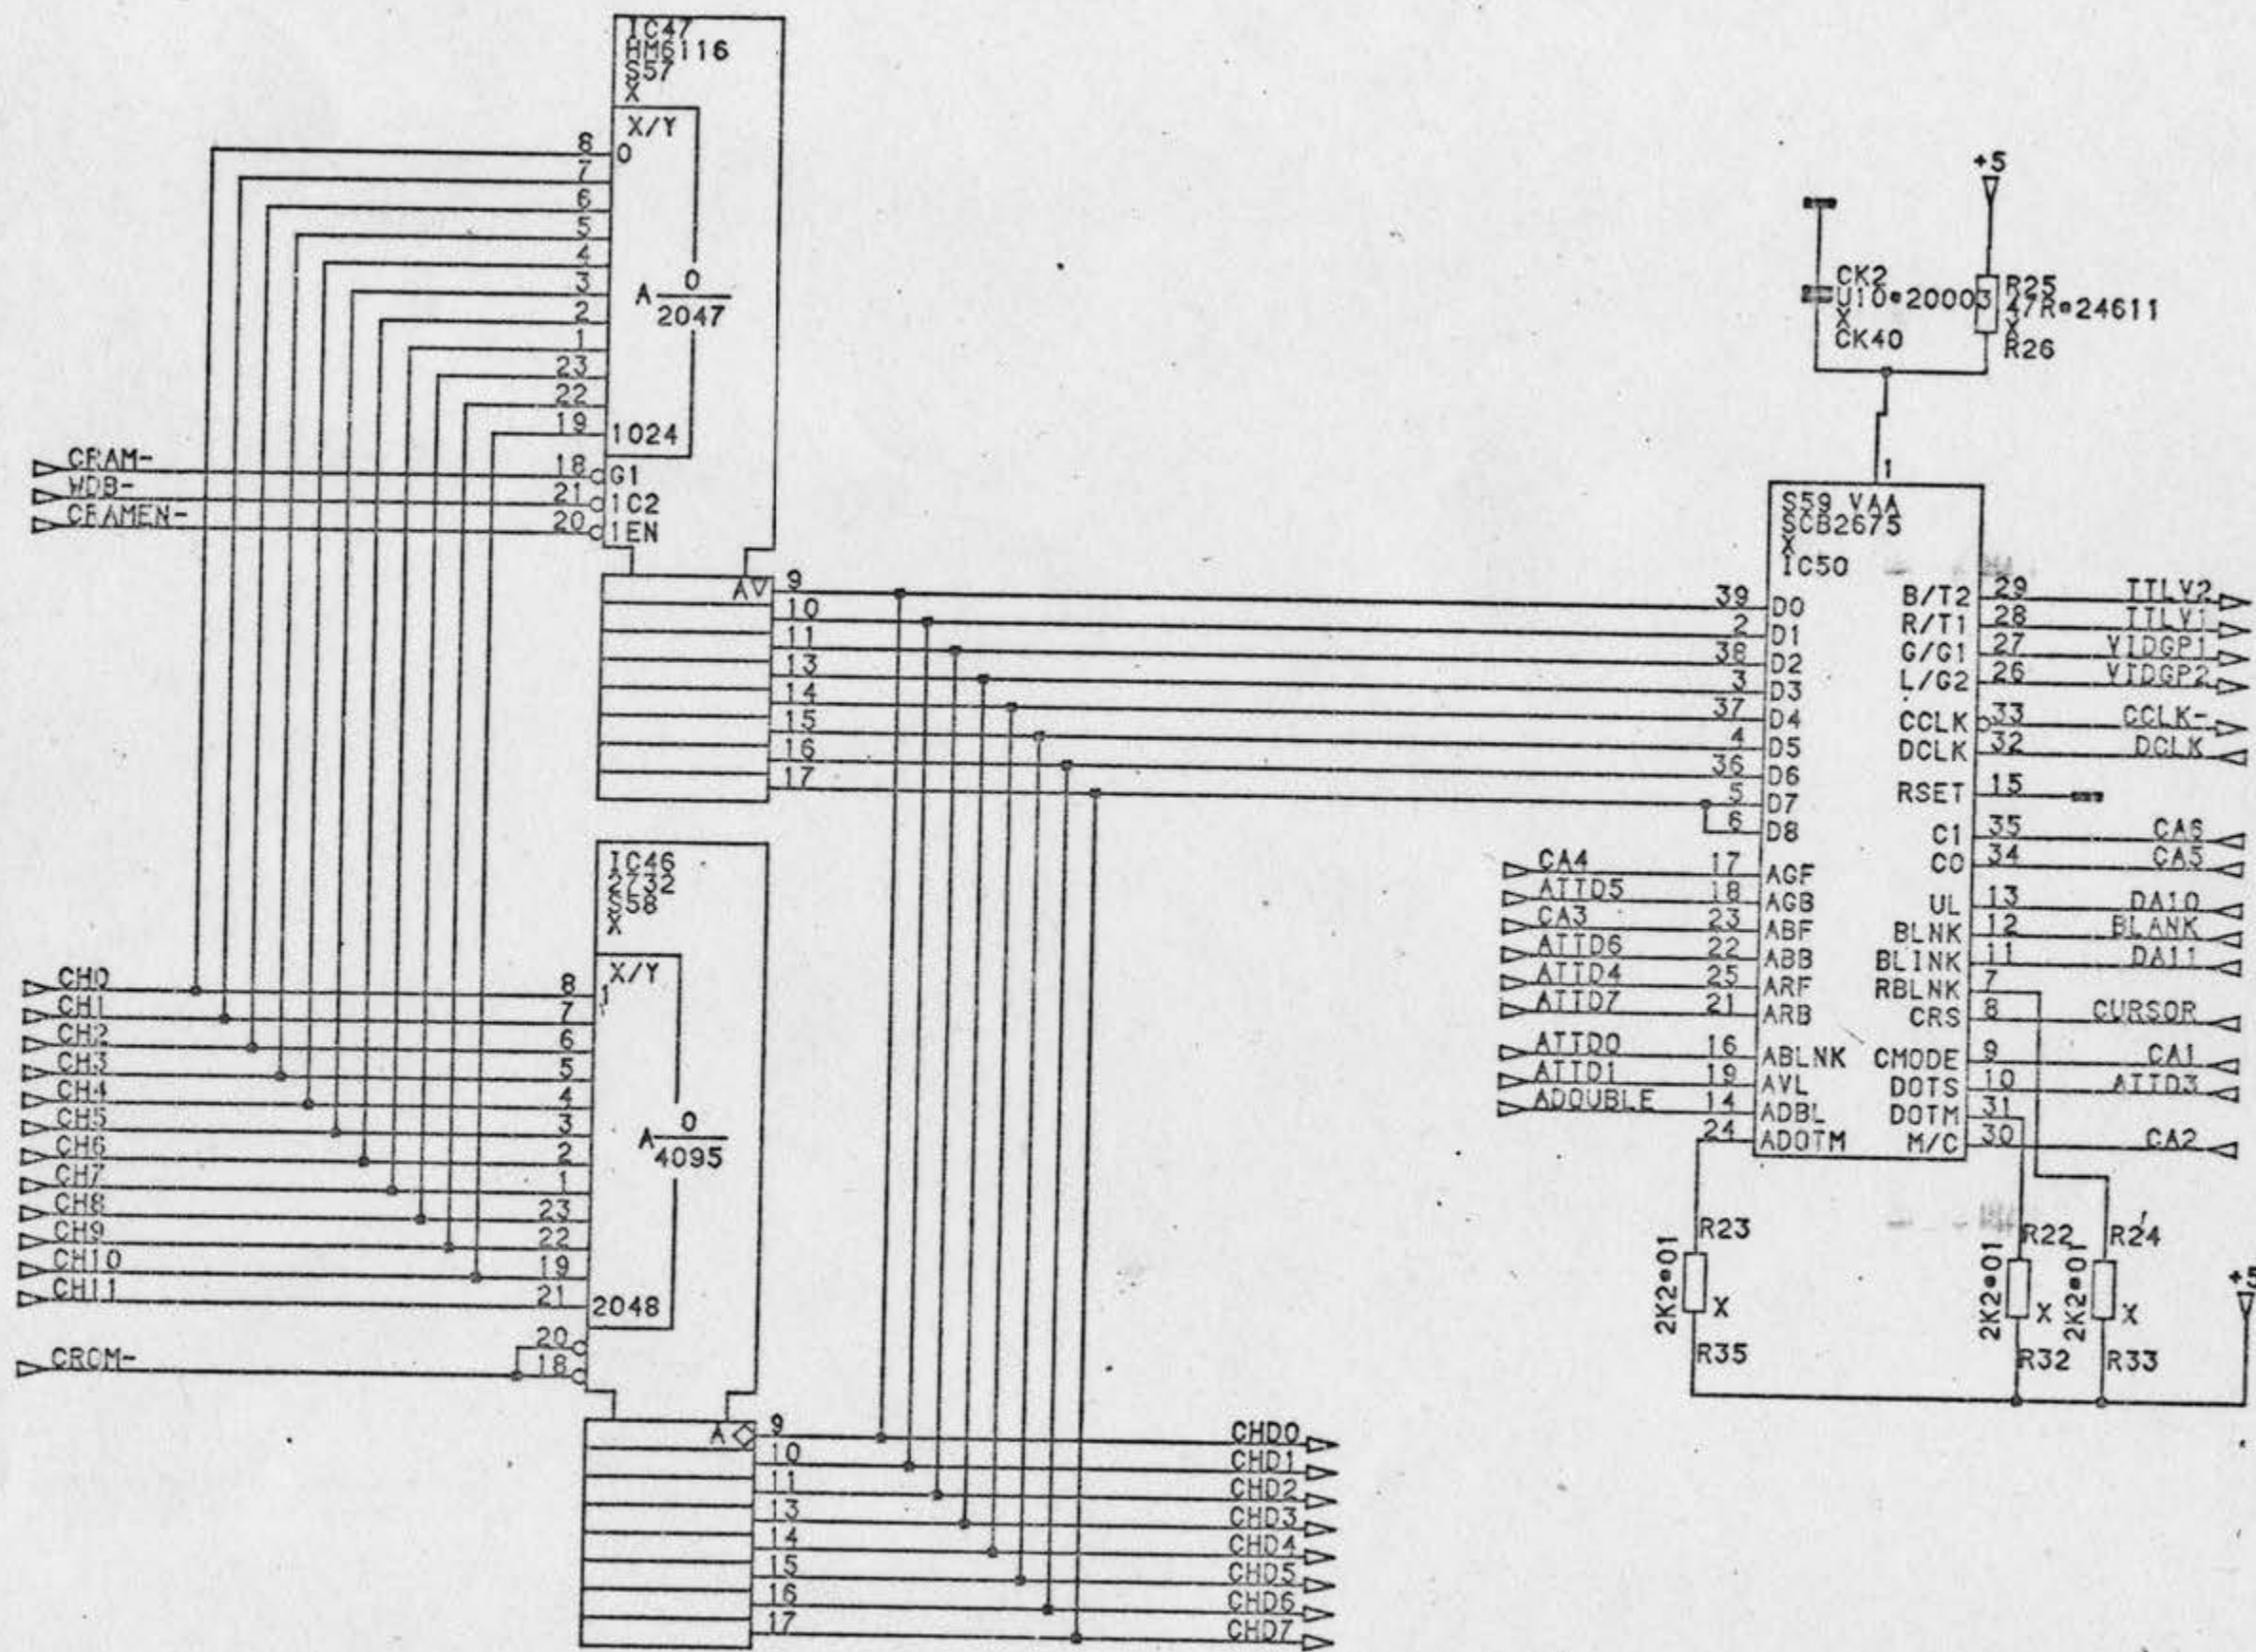 IC47
HM6116
S57
X
X/Y
8
0
7
6
5
4
3
2
1
23
22
19
1024
A 0
2047
CRAM- 18 G1
WDB- 21 1C2
CRAMEN- 20 1EN
A 9
10
11
13
14
15
16
17
IC46
2732
S58
X
X/Y
CH0 8 1
CH1 7
CH2 6
CH3 5
CH4 4
CH5 3
CH6 2
CH7 1
CH8 23
CH9 22
CH10 19
CH11 21 2048
A 0
4095
20
CROM- 18
A 9 CHD0
10 CHD1
11 CHD2
13 CHD3
14 CHD4
15 CHD5
16 CHD6
17 CHD7
+5
CK2
U10*20003
X
CK40
R25
47R*24611
X
R26
1
S59 VAA
SCB2675
X
IC50
39 D0
2 D1
38 D2
3 D3
37 D4
4 D5
36 D6
5 D7
6 D8
CA4 17 AGF
ATTD5 18 AGB
CA3 23 ABF
ATTD6 22 ABB
ATTD4 25 ARF
ATTD7 21 ARB
ATTD0 16 ABLNK
ATTD1 19 AVL
ADOUBLE 14 ADBL
24 ADOTM
B/T2 29 TTLV2
R/T1 28 TTLV1
G/G1 27 VIDGP1
L/G2 26 VIDGP2
CCLK 33 CCLK-
DCLK 32 DCLK
RSET 15
C1 35 CA6
C0 34 CA5
UL 13 DA10
BLNK 12 BLANK
BLINK 11 DA11
RBLNK 7
CRS 8 CURSOR
CMODE 9 CA1
DOTS 10 ATTD3
DOTM 31
M/C 30 CA2
R23
2K2*01
X
R35
R22
2K2*01
X
R32
R24
2K2*01
X
R33
+5